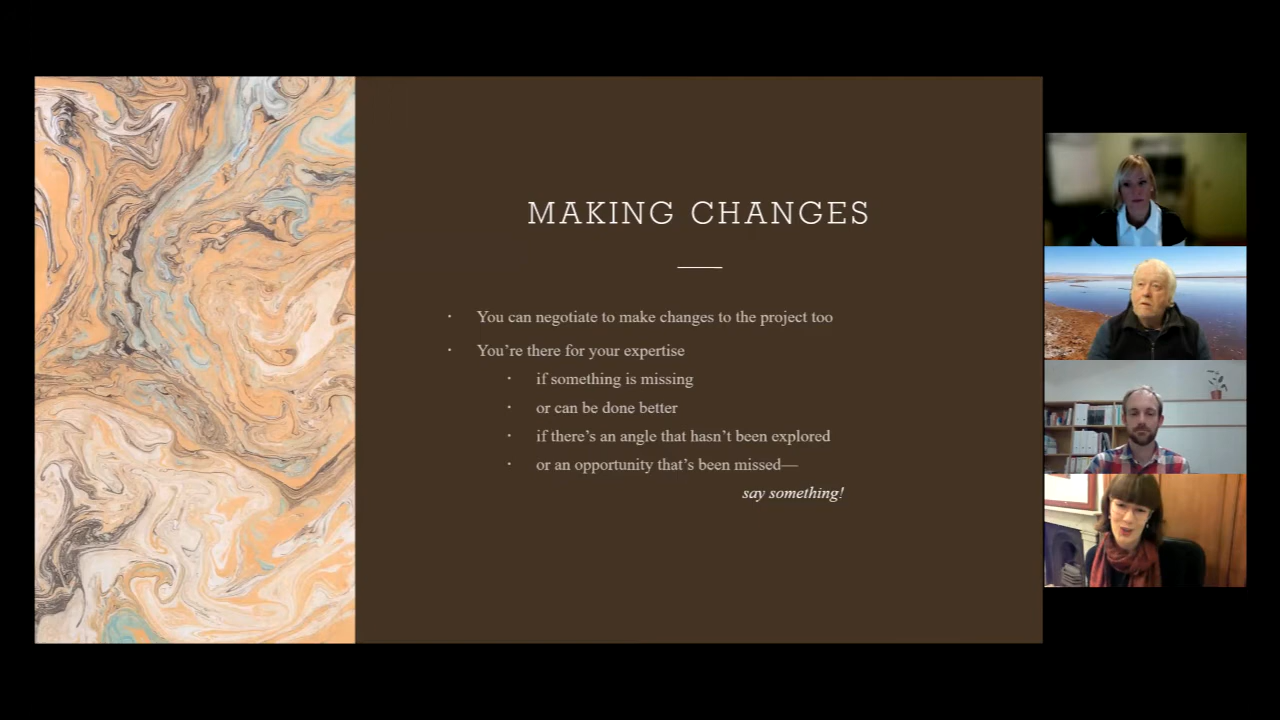 MAKING CHANGES
· You can negotiate to make changes to the project too
· You’re there for your expertise
· if something is missing
· or can be done better
· if there’s an angle that hasn’t been explored
· or an opportunity that’s been missed—
say something!